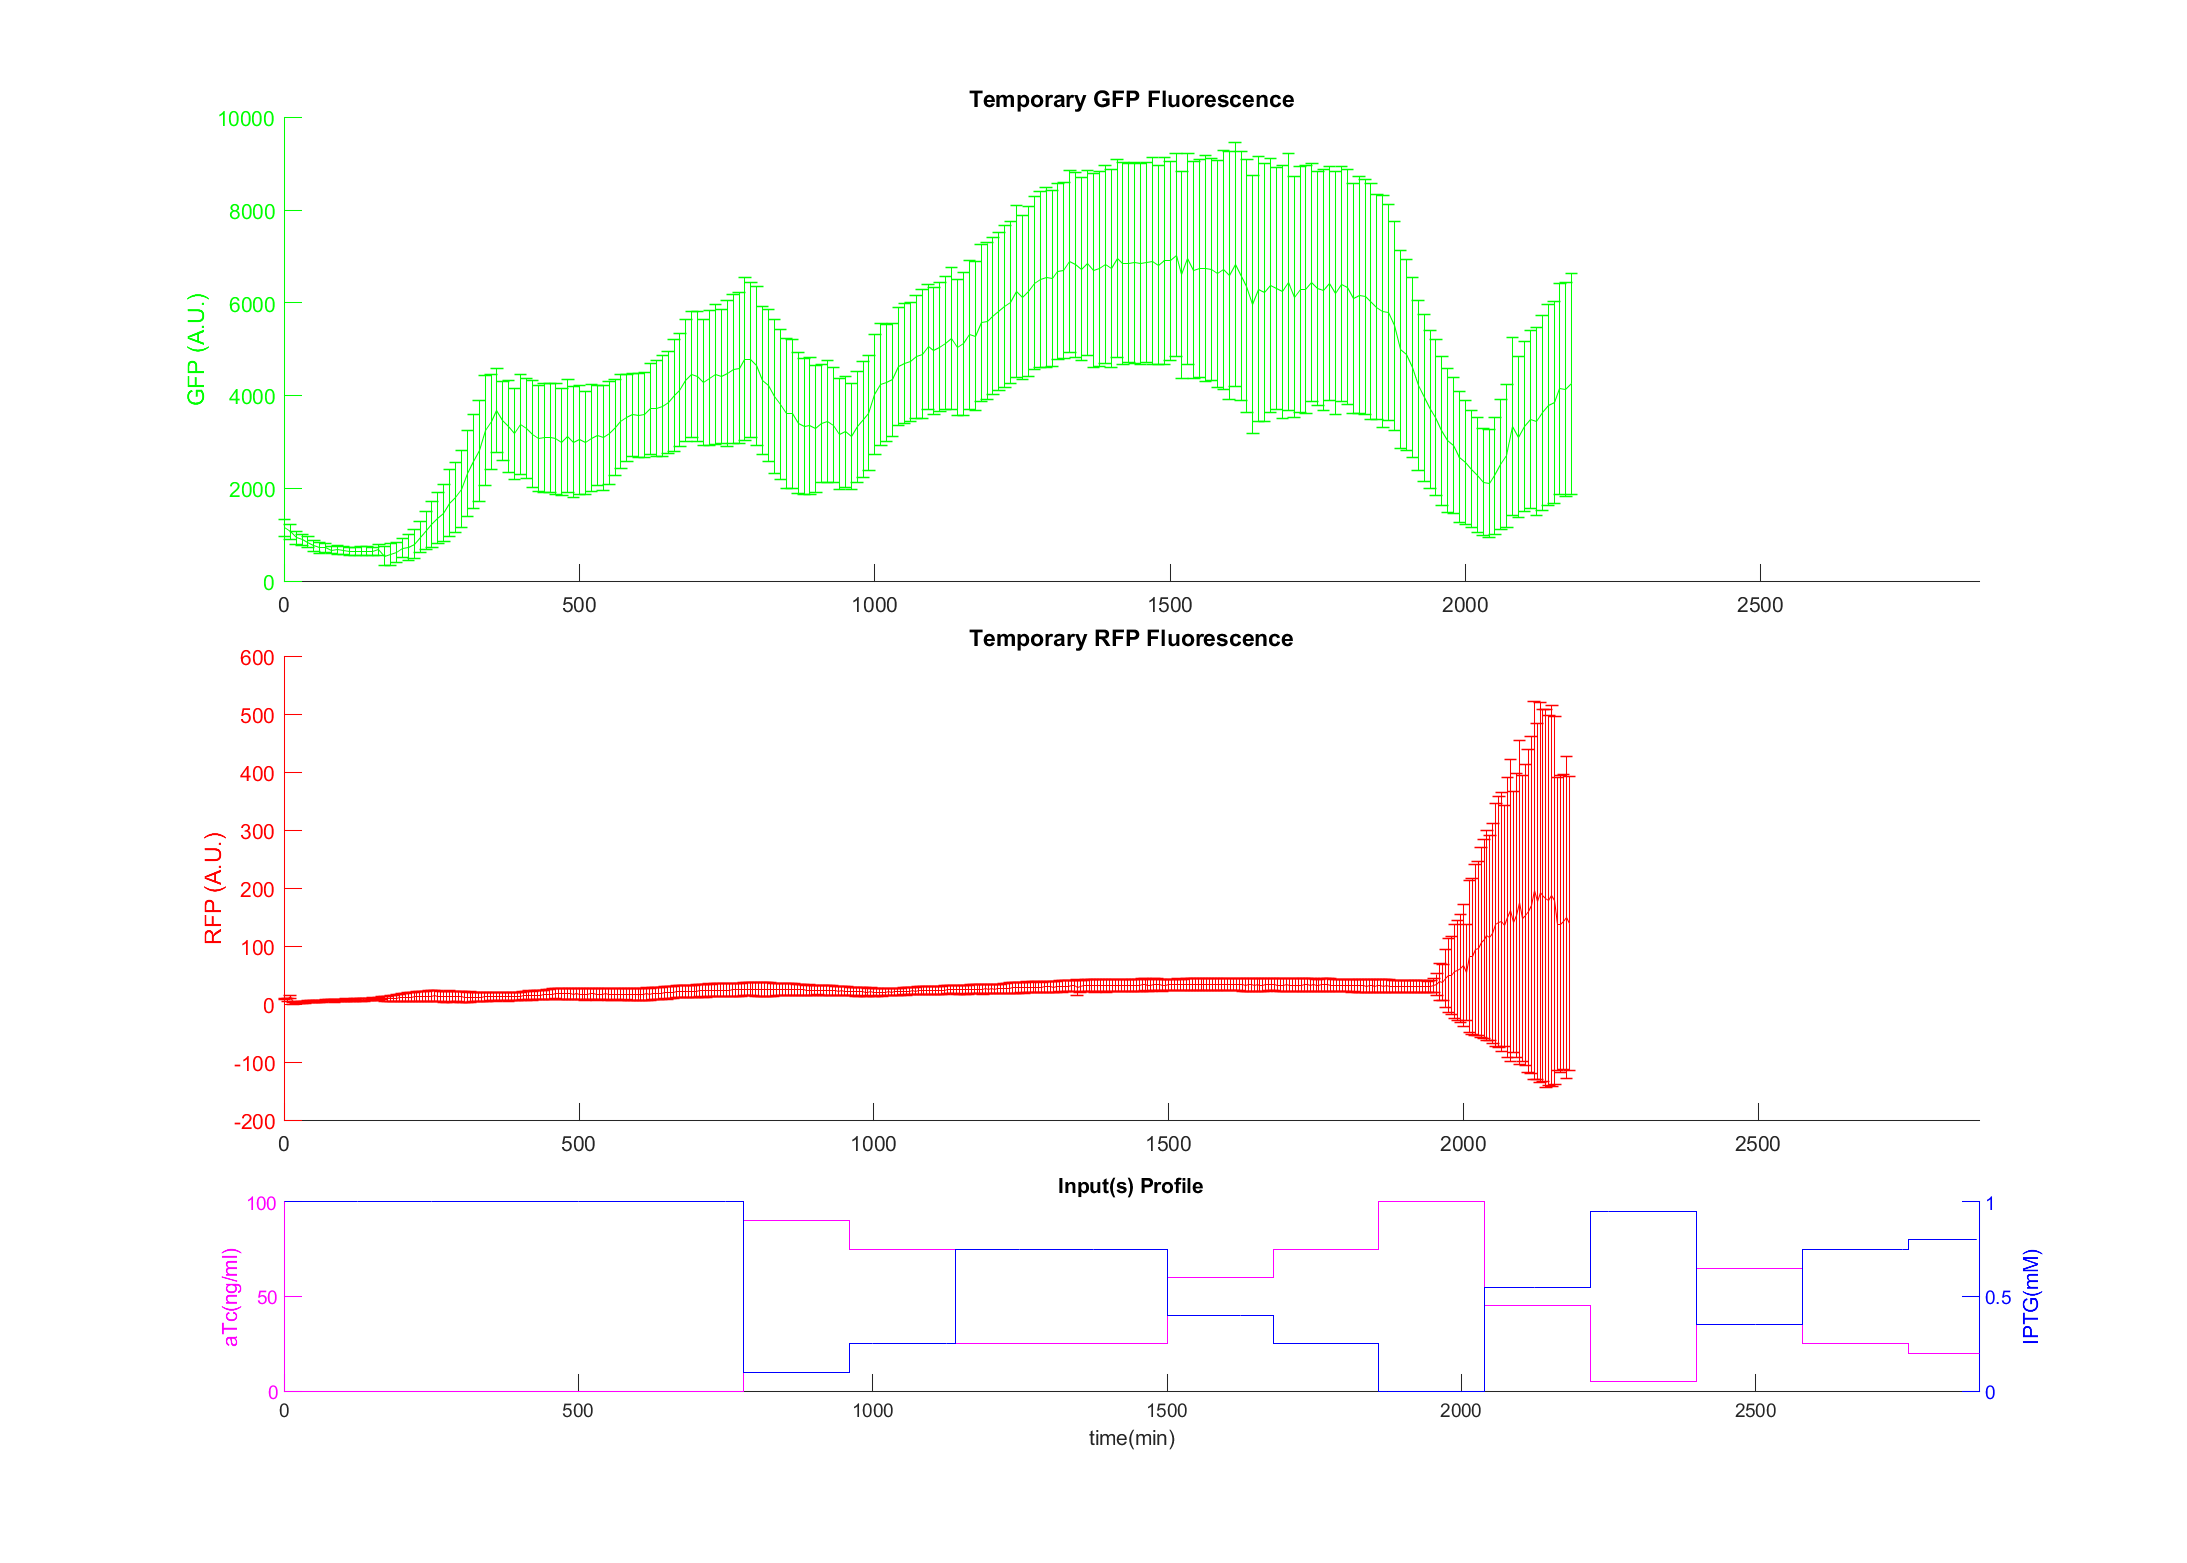 Temporary GFP Fluorescence
10000
8000
6000
4000
2000
0
GFP (A.U.)
0 500 1000 1500 2000 2500
Temporary RFP Fluorescence
600
500
400
300
200
100
0
-100
-200
RFP (A.U.)
0 500 1000 1500 2000 2500
Input(s) Profile
100
50
0
aTc(ng/ml)
1
0.5
0
IPTG(mM)
0 500 1000 1500 2000 2500
time(min)